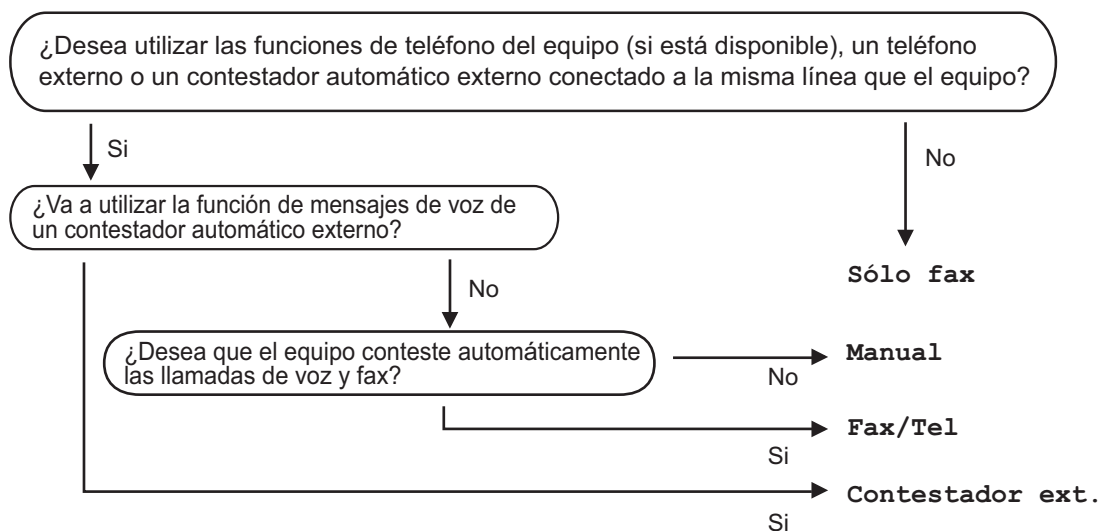 ¿Desea utilizar las funciones de teléfono del equipo (si está disponible), un teléfono
externo o un contestador automático externo conectado a la misma línea que el equipo?
Si
No
¿Va a utilizar la función de mensajes de voz de
un contestador automático externo?
Sólo fax
No
¿Desea que el equipo conteste automáticamente
las llamadas de voz y fax?
Manual
No
Fax/Tel
Si
Contestador ext.
Si